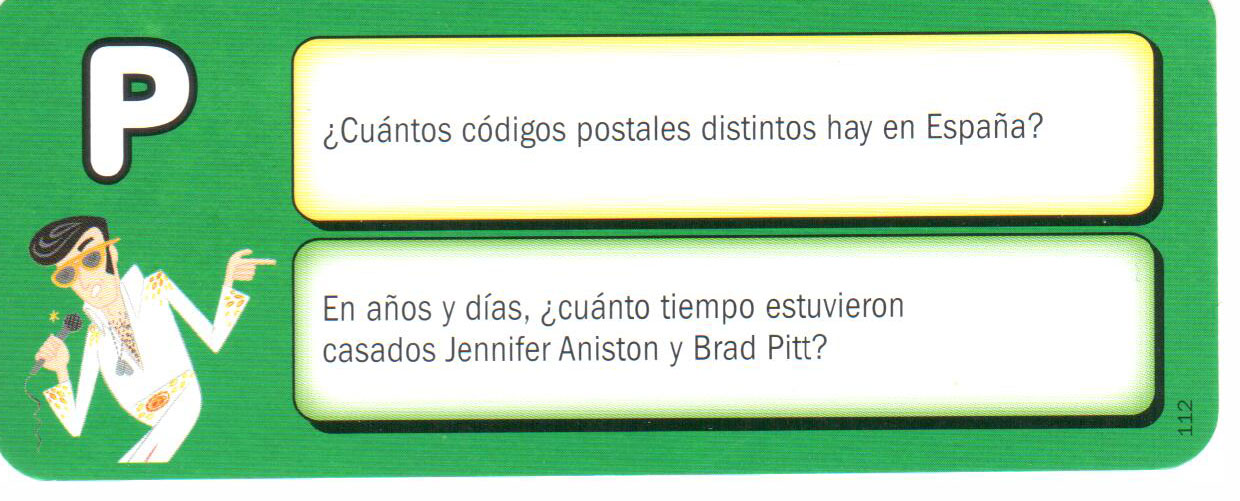 P
¿Cuántos códigos postales distintos hay en España?
En años y días, ¿cuánto tiempo estuvieron
casados Jennifer Aniston y Brad Pitt?
112